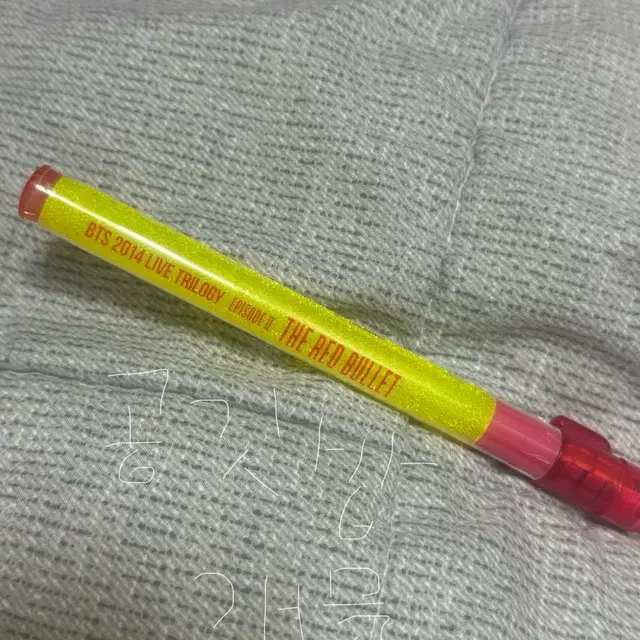 BTS 2014 LIVE TRILOGY EPISODE II THE RED BULLET